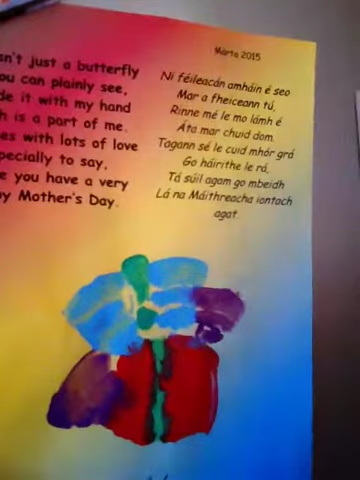 Márta 2015
n't just a butterfly
ou can plainly see,
de it with my hand
h is a part of me.
es with lots of love
pecially to say,
e you have a very
y Mother's Day.
Ní féileacán amháin é seo
Mar a fheiceann tú,
Rinne mé le mo lámh é
Áta mar chuid dom.
Tagann sé le cuid mhór grá
Go háirithe le rá,
Tá súil agam go mbeidh
Lá na Máithreacha iontach
agat.